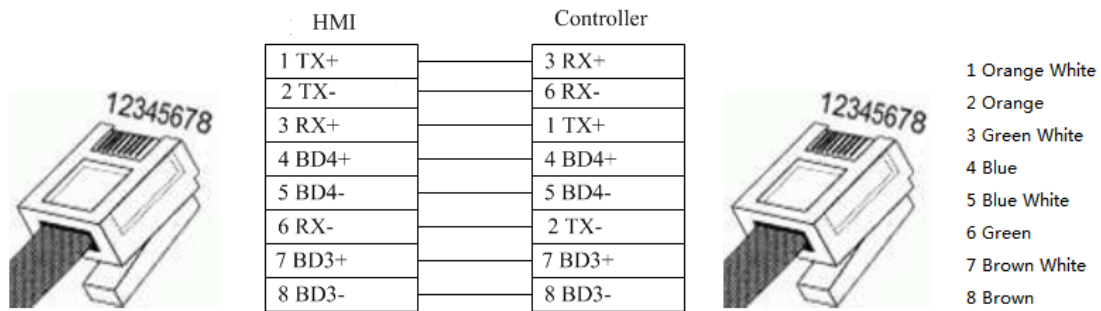 HMI Controller
1 TX+ 3 RX+
2 TX- 6 RX-
3 RX+ 1 TX+
4 BD4+ 4 BD4+
5 BD4- 5 BD4-
6 RX- 2 TX-
7 BD3+ 7 BD3+
8 BD3- 8 BD3-
12345678
12345678
1 Orange White
2 Orange
3 Green White
4 Blue
5 Blue White
6 Green
7 Brown White
8 Brown